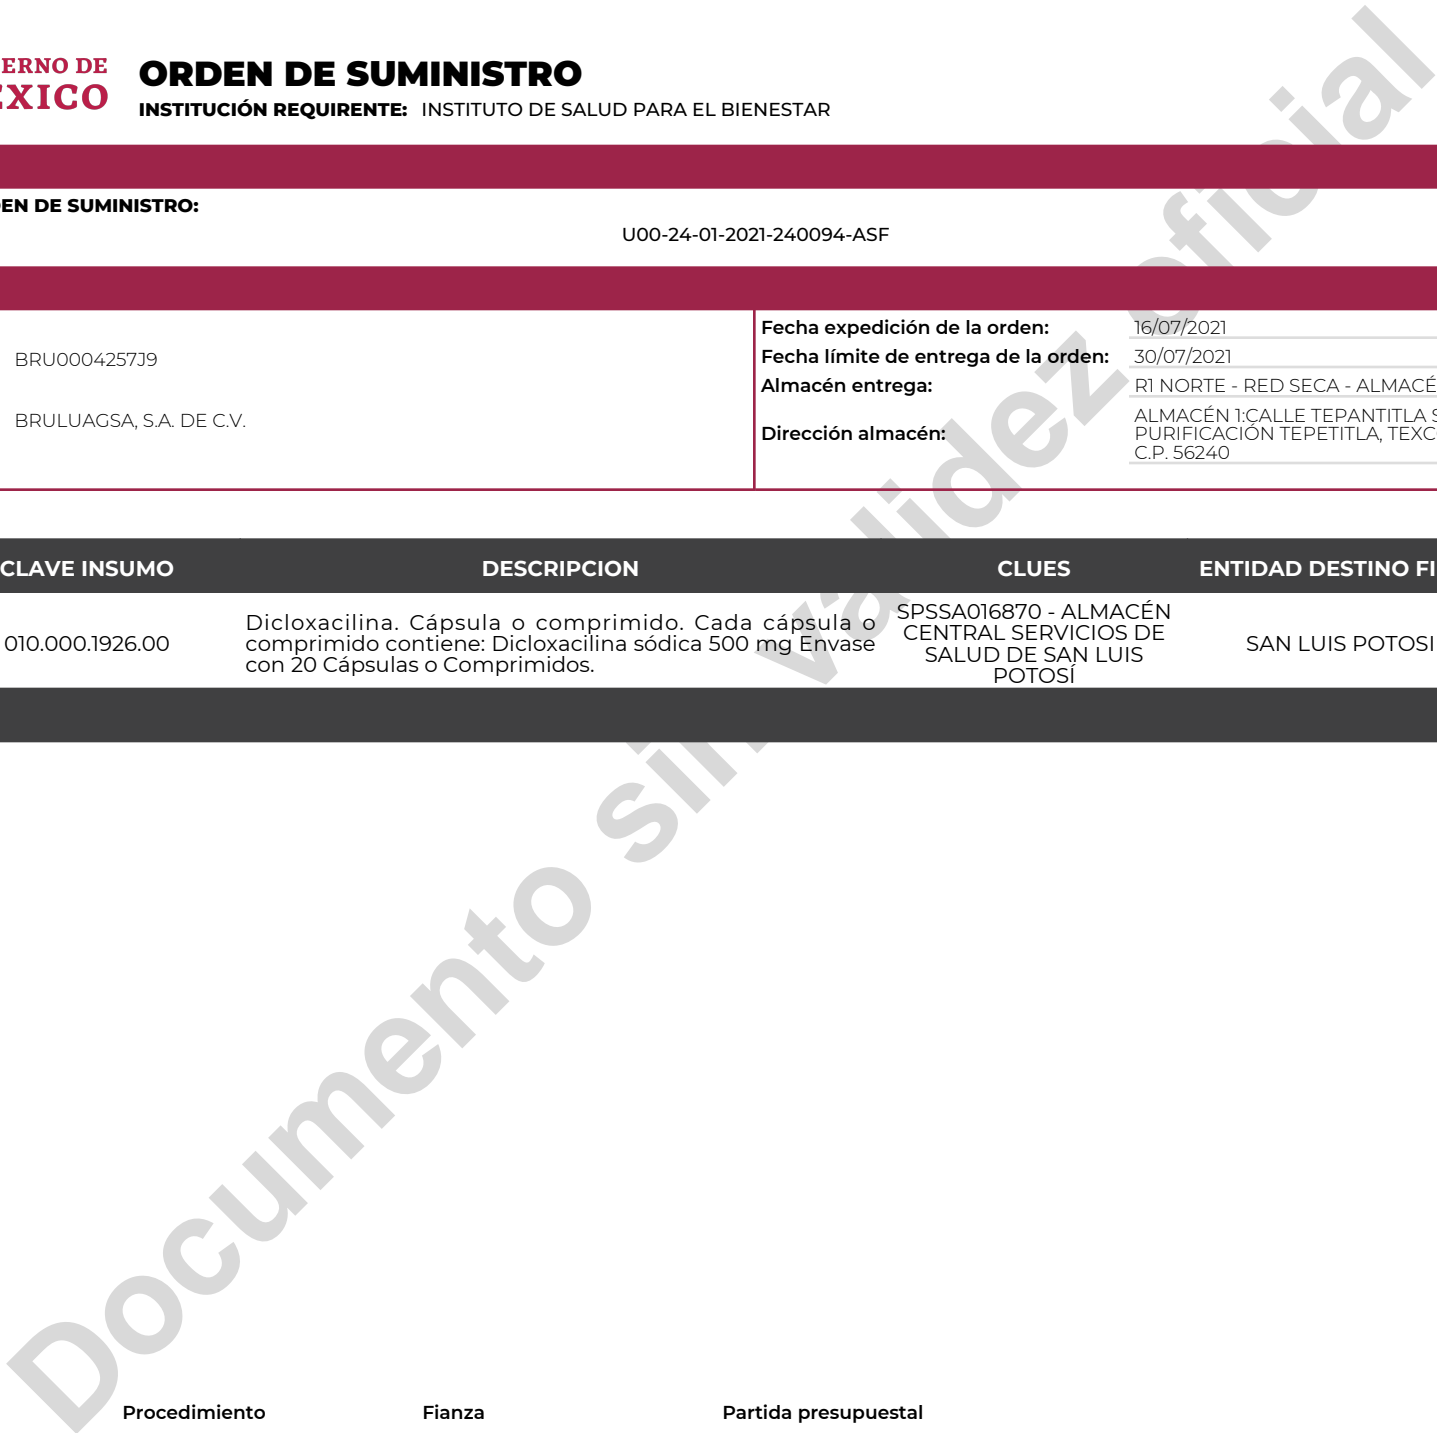 ERNO DE
ORDEN DE SUMINISTRO
EXICO
INSTITUCIÓN REQUIRENTE: INSTITUTO DE SALUD PARA EL BIENESTAR
EN DE SUMINISTRO:
U00-24-01-2021-240094-ASF
BRU0004257J9
BRULUAGSA, S.A. DE C.V.
Fecha expedición de la orden: 16/07/2021
Fecha límite de entrega de la orden: 30/07/2021
Almacén entrega: R1 NORTE - RED SECA - ALMACÉ
Dirección almacén:
ALMACÉN 1:CALLE TEPANTITLA S
PURIFICACIÓN TEPETITLA, TEXC
C.P. 56240
CLAVE INSUMO DESCRIPCION CLUES ENTIDAD DESTINO FI
010.000.1926.00
Dicloxacilina. Cápsula o comprimido. Cada cápsula o
comprimido contiene: Dicloxacilina sódica 500 mg Envase
con 20 Cápsulas o Comprimidos.
SPSSA016870 - ALMACÉN
CENTRAL SERVICIOS DE
SALUD DE SAN LUIS
POTOSÍ
SAN LUIS POTOSI
Documento sin validez oficial
Procedimiento Fianza Partida presupuestal